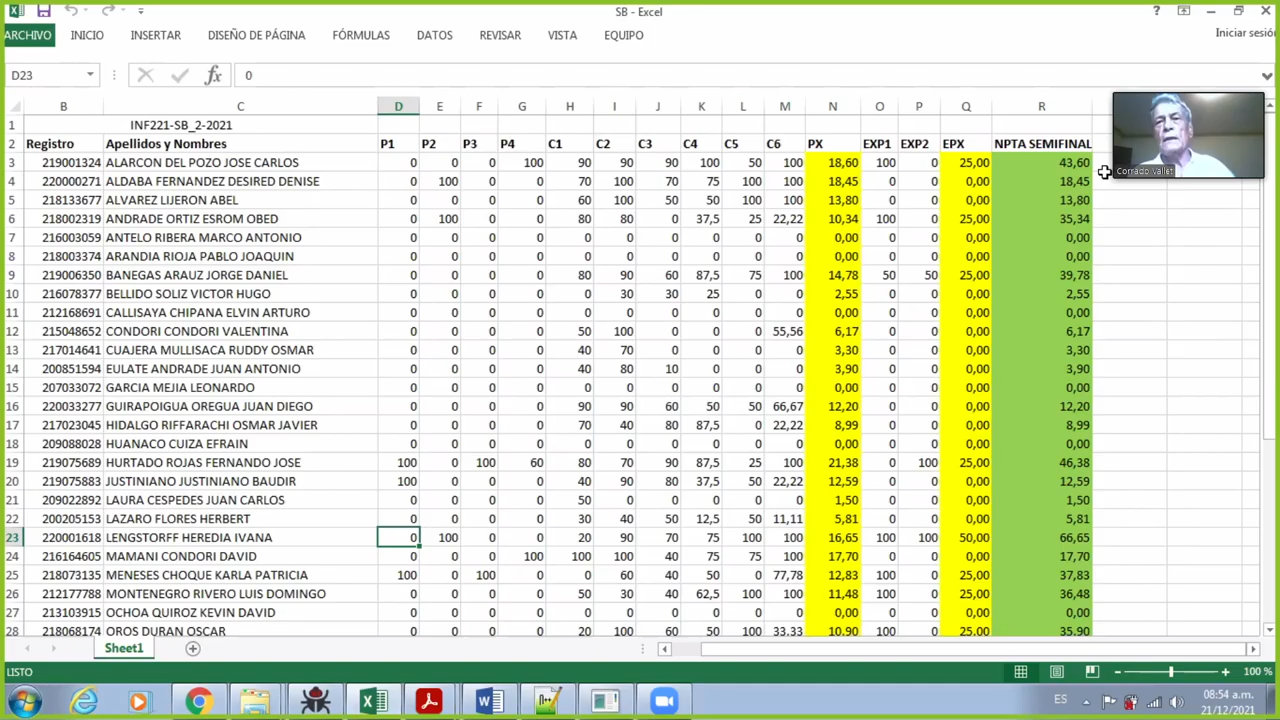 SB - Excel
ARCHIVO INICIO INSERTAR DISEÑO DE PÁGINA FÓRMULAS DATOS REVISAR VISTA EQUIPO Iniciar sesió
D23 fx 0
B C D E F G H I J K L M N O P Q R
1 INF221-SB_2-2021
2 Registro Apellidos y Nombres P1 P2 P3 P4 C1 C2 C3 C4 C5 C6 PX EXP1 EXP2 EPX NPTA SEMIFINAL
3 219001324 ALARCON DEL POZO JOSE CARLOS 0 0 0 100 90 90 90 100 50 100 18,60 0 0 25,00 43,60
4 220000271 ALDABA FERNANDEZ DESIRED DENISE 0 100 0 0 70 100 70 75 100 100 18,45 0 0 0,00 18,45
5 218133677 ALVAREZ LIJERON ABEL 0 0 0 0 60 100 50 50 100 100 13,80 0 0 0,00 13,80
6 218002319 ANDRADE ORTIZ ESROM OBED 0 100 0 0 80 80 0 37,5 25 22,22 10,34 100 0 25,00 35,34
7 216003059 ANTELO RIBERA MARCO ANTONIO 0 0 0 0 0 0 0 0 0 0 0,00 0 0 0,00 0,00
8 218003374 ARANDIA RIOJA PABLO JOAQUIN 0 0 0 0 0 0 0 0 0 0 0,00 0 0 0,00 0,00
9 219006350 BANEGAS ARAUZ JORGE DANIEL 0 0 0 0 80 90 60 87,5 75 100 14,78 50 50 25,00 39,78
10 216078377 BELLIDO SOLIZ VICTOR HUGO 0 0 0 0 0 30 30 25 0 0 2,55 0 0 0,00 2,55
11 212168691 CALLISAYA CHIPANA ELVIN ARTURO 0 0 0 0 0 0 0 0 0 0 0,00 0 0 0,00 0,00
12 215048652 CONDORI CONDORI VALENTINA 0 0 0 0 50 100 0 0 0 55,56 6,17 0 0 0,00 6,17
13 217014641 CUAJERA MULLISACA RUDDY OSMAR 0 0 0 0 40 70 0 0 0 0 3,30 0 0 0,00 3,30
14 200851594 EULATE ANDRADE JUAN ANTONIO 0 0 0 0 40 80 10 0 0 0 3,90 0 0 0,00 3,90
15 207033072 GARCIA MEJIA LEONARDO 0 0 0 0 0 0 0 0 0 0 0,00 0 0 0,00 0,00
16 220033277 GUIRAPOIGUA OREGUA JUAN DIEGO 0 0 0 0 90 90 60 50 50 66,67 12,20 0 0 0,00 12,20
17 217023045 HIDALGO RIFFARACHI OSMAR JAVIER 0 0 0 0 70 40 80 87,5 0 22,22 8,99 0 0 0,00 8,99
18 209088028 HUANACO CUIZA EFRAIN 0 0 0 0 0 0 0 0 0 0 0,00 0 0 0,00 0,00
19 219075689 HURTADO ROJAS FERNANDO JOSE 100 0 100 60 80 70 90 87,5 25 100 21,38 0 100 25,00 46,38
20 219075883 JUSTINIANO JUSTINIANO BAUDIR 100 0 0 0 40 90 80 37,5 50 22,22 12,59 0 0 0,00 12,59
21 209022892 LAURA CESPEDES JUAN CARLOS 0 0 0 0 50 0 0 0 0 0 1,50 0 0 0,00 1,50
22 200205153 LAZARO FLORES HERBERT 0 0 0 0 30 40 50 12,5 50 11,11 5,81 0 0 0,00 5,81
23 220001618 LENGSTORFF HEREDIA IVANA 0 100 0 0 20 90 70 75 100 100 16,65 100 100 50,00 66,65
24 216164605 MAMANI CONDORI DAVID 0 0 0 100 100 100 40 75 75 100 17,70 0 0 0,00 17,70
25 218073135 MENESES CHOQUE KARLA PATRICIA 100 0 100 0 0 60 40 50 0 77,78 12,83 100 0 25,00 37,83
26 212177788 MONTENEGRO RIVERO LUIS DOMINGO 0 0 0 0 50 30 40 62,5 100 100 11,48 100 0 25,00 36,48
27 213103915 OCHOA QUIROZ KEVIN DAVID 0 0 0 0 0 0 0 0 0 0 0,00 0 0 0,00 0,00
28 218068174 OROS DURAN OSCAR 0 0 0 0 20 100 60 50 100 33,33 10,90 100 0 25,00 35,90
Corrado Vallet
Sheet1
LISTO 100 %
ES 08:54 a.m.
21/12/2021